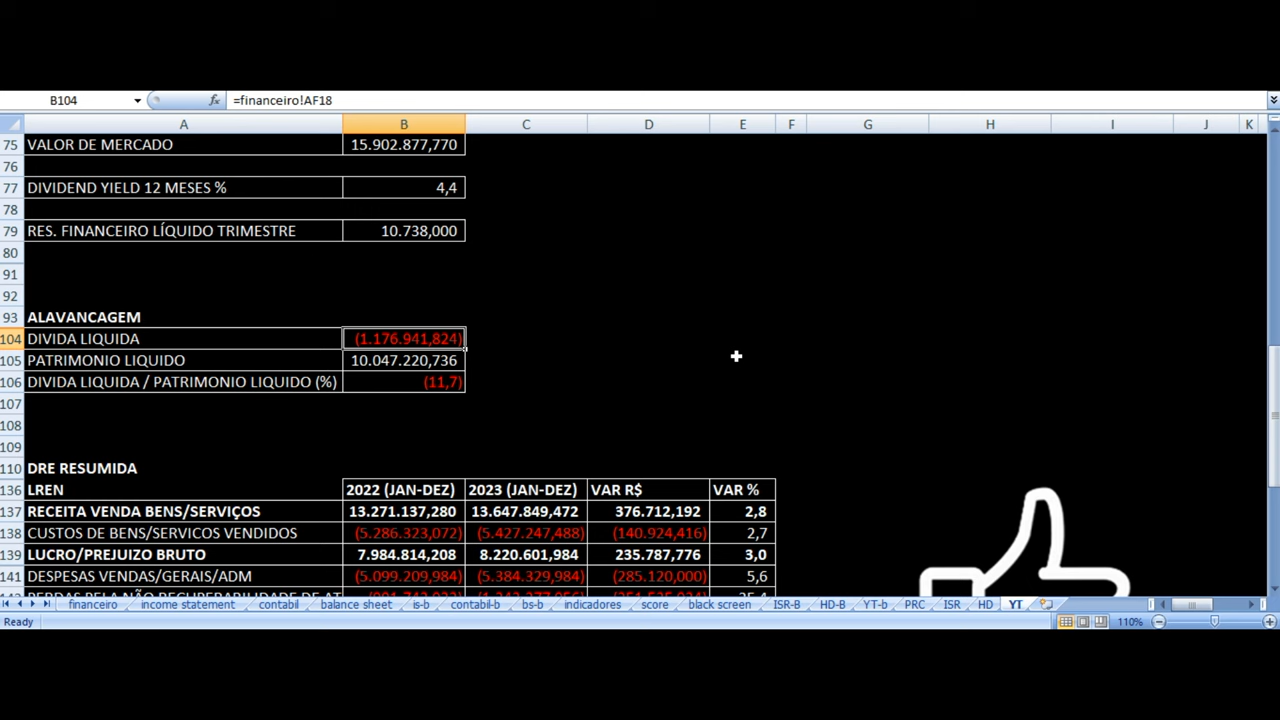 B104 fx =financeiro!AF18
A B C D E F G H I J K
75 VALOR DE MERCADO 15.902.877,770
76
77 DIVIDEND YIELD 12 MESES % 4,4
78
79 RES. FINANCEIRO LÍQUIDO TRIMESTRE 10.738,000
80
91
92
93 ALAVANCAGEM
104 DIVIDA LIQUIDA (1.176.941,824)
105 PATRIMONIO LIQUIDO 10.047.220,736
106 DIVIDA LIQUIDA / PATRIMONIO LIQUIDO (%) (11,7)
107
108
109
110 DRE RESUMIDA
136 LREN 2022 (JAN-DEZ) 2023 (JAN-DEZ) VAR R$ VAR %
137 RECEITA VENDA BENS/SERVIÇOS 13.271.137,280 13.647.849,472 376.712,192 2,8
138 CUSTOS DE BENS/SERVICOS VENDIDOS (5.286.323,072) (5.427.247,488) (140.924,416) 2,7
139 LUCRO/PREJUIZO BRUTO 7.984.814,208 8.220.601,984 235.787,776 3,0
141 DESPESAS VENDAS/GERAIS/ADM (5.099.209,984) (5.384.329,984) (285.120,000) 5,6
financeiro income statement contabil balance sheet is-b contabil-b bs-b indicadores score black screen ISR-B HD-B YT-b PRC ISR HD YT
Ready 110%